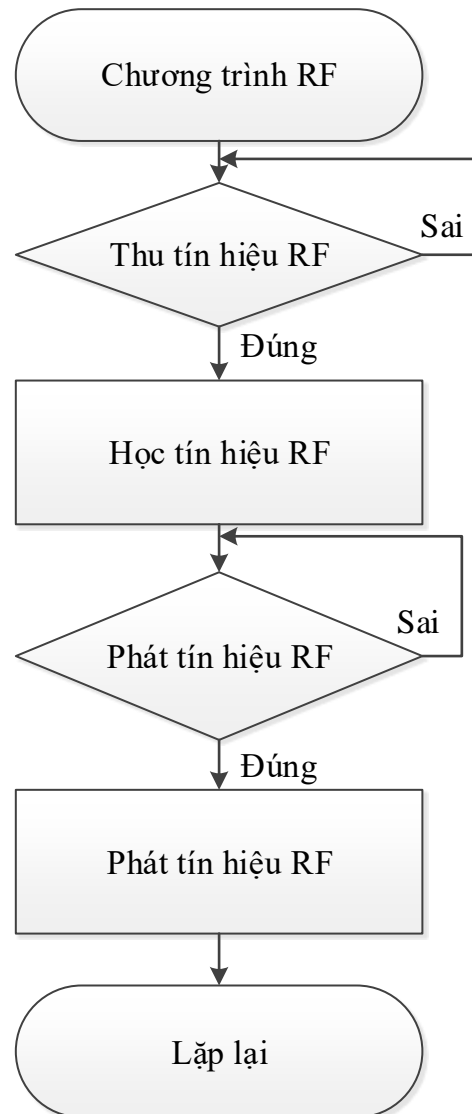 Chương trình RF
Thu tín hiệu RF
Sai
Đúng
Học tín hiệu RF
Sai
Phát tín hiệu RF
Đúng
Phát tín hiệu RF
Lặp lại